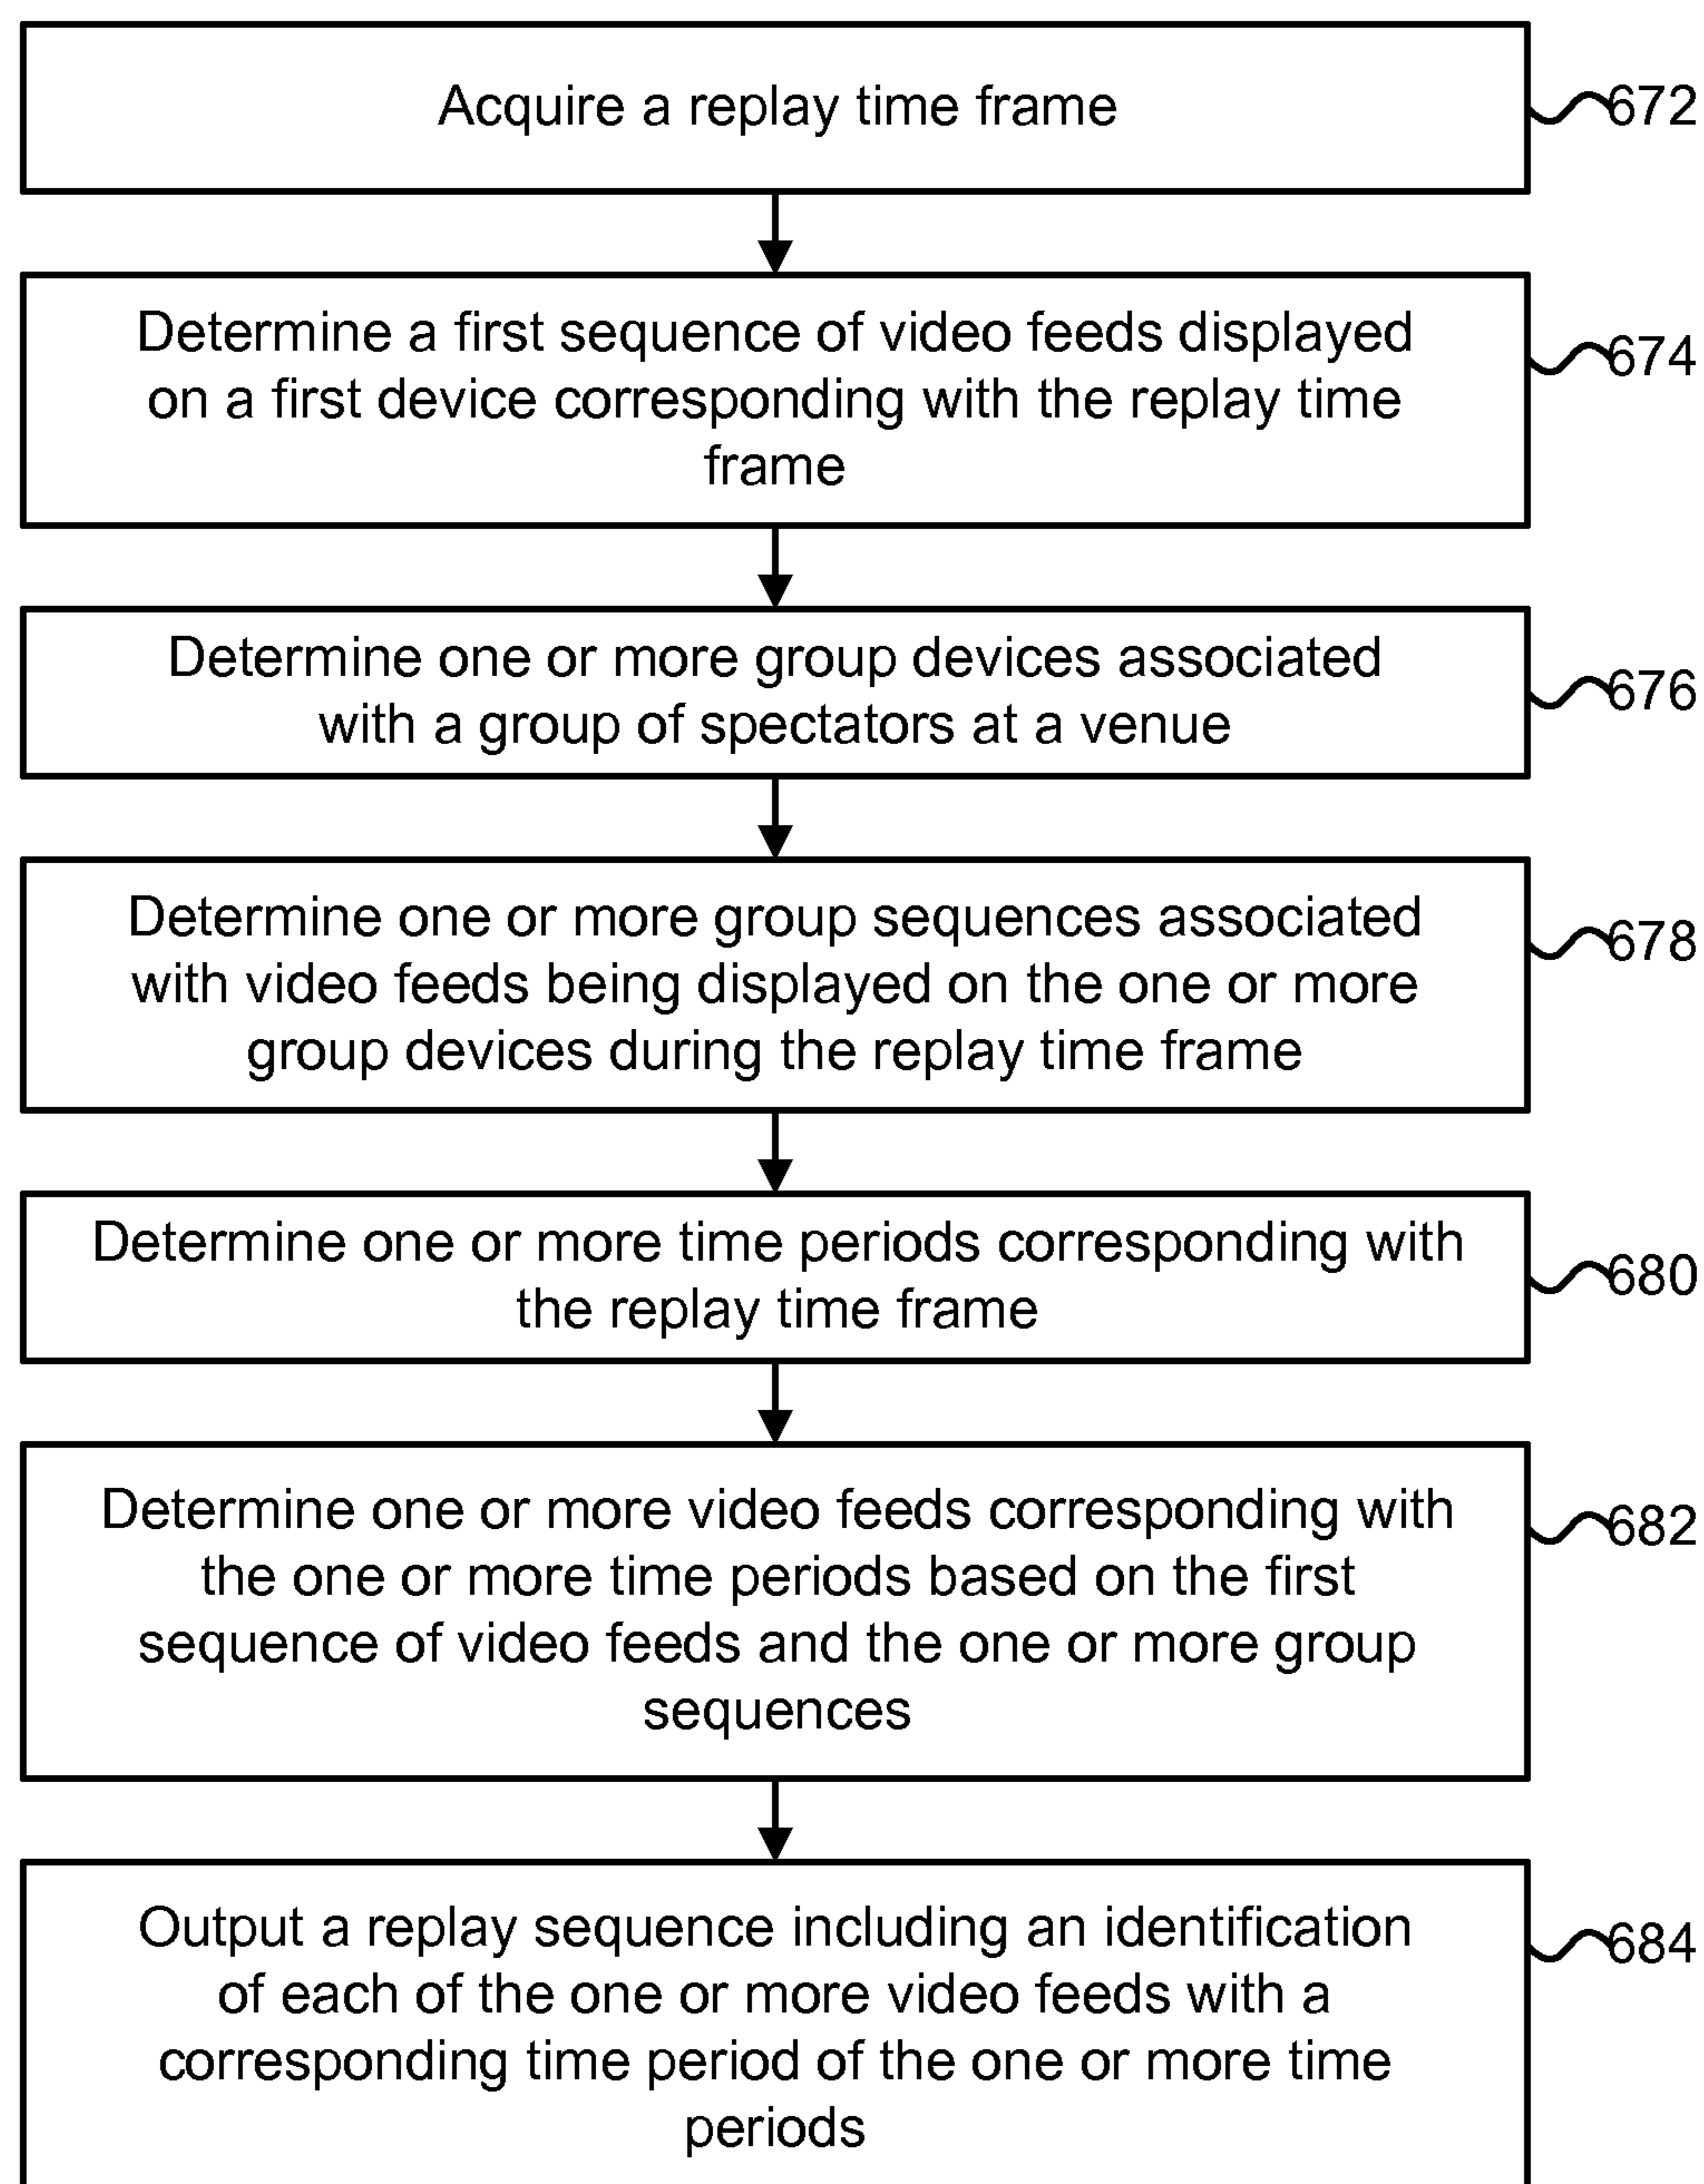 Acquire a replay time frame
672
Determine a first sequence of video feeds displayed
on a first device corresponding with the replay time
frame
674
Determine one or more group devices associated
with a group of spectators at a venue
676
Determine one or more group sequences associated
with video feeds being displayed on the one or more
group devices during the replay time frame
678
Determine one or more time periods corresponding with
the replay time frame
680
Determine one or more video feeds corresponding with
the one or more time periods based on the first
sequence of video feeds and the one or more group
sequences
682
Output a replay sequence including an identification
of each of the one or more video feeds with a
corresponding time period of the one or more time
periods
684